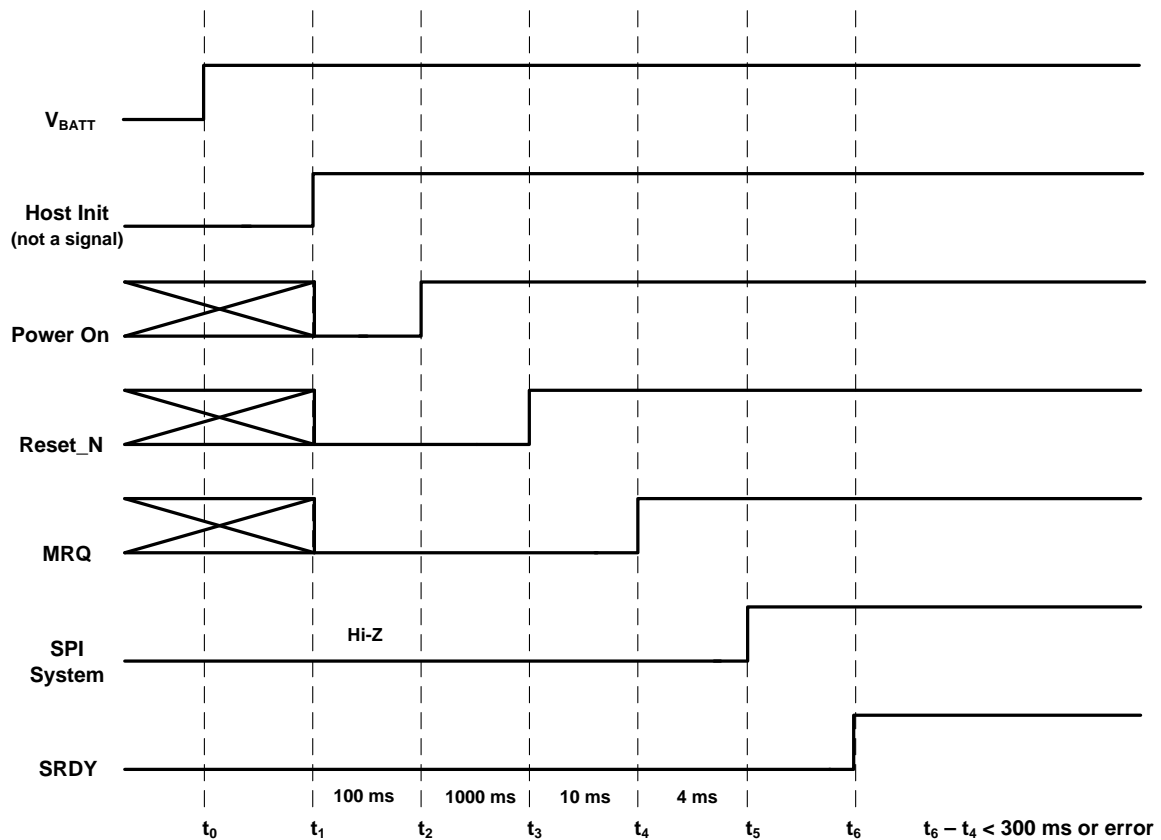 V_BATT
Host Init
(not a signal)
Power On
Reset_N
MRQ
Hi-Z
SPI
System
SRDY
100 ms 1000 ms 10 ms 4 ms
t₀ t₁ t₂ t₃ t₄ t₅ t₆ t₆ – t₄ < 300 ms or error